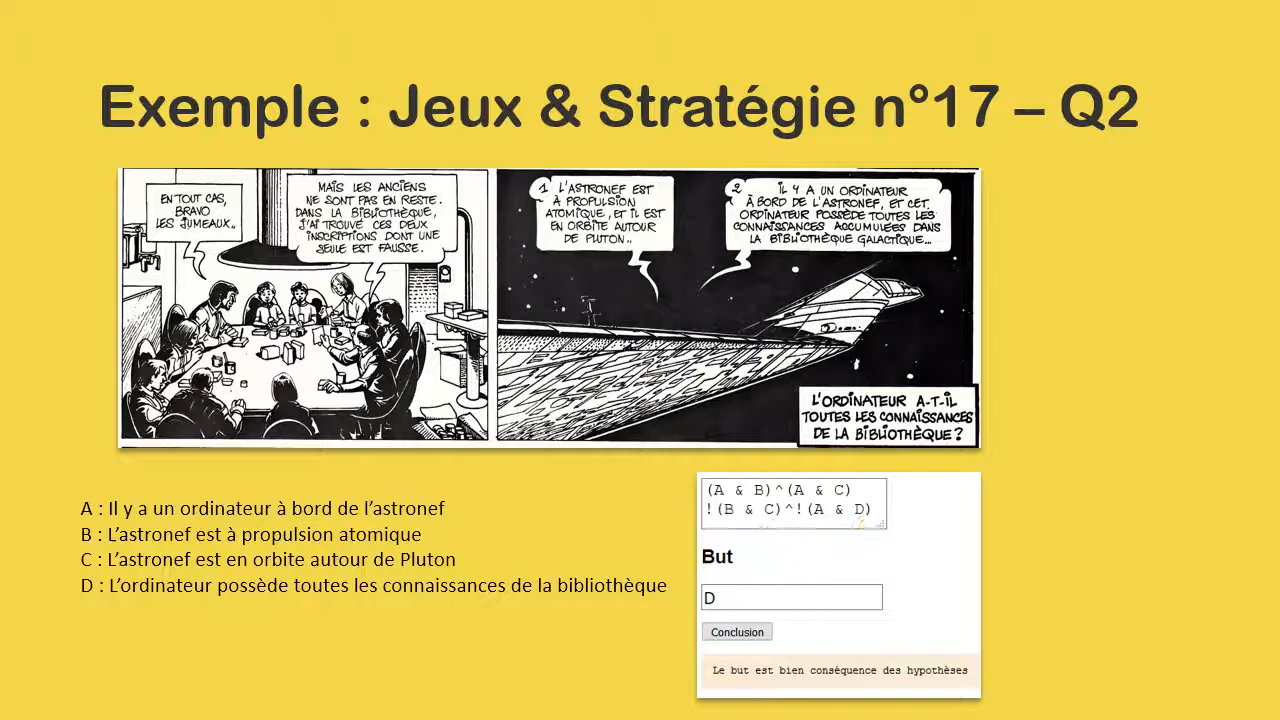 Exemple : Jeux & Stratégie n°17 – Q2
EN TOUT CAS,
BRAVO
LES JUMEAUX..
MAIS LES ANCIENS
NE SONT PAS EN RESTE.
DANS LA BIBLIOTHÈQUE,
J'AI TROUVÉ CES DEUX
INSCRIPTIONS DONT UNE
SEULE EST FAUSSE.
1 L'ASTRONEF EST
À PROPULSION
ATOMIQUE, ET IL EST
EN ORBITE AUTOUR
DE PLUTON..
2 IL Y A UN ORDINATEUR
À BORD DE L'ASTRONEF, ET CET
ORDINATEUR POSSÈDE TOUTES LES
CONNAISSANCES ACCUMULÉES DANS
LA BIBLIOTHÈQUE GALACTIQUE...
L'ORDINATEUR A-T-IL
TOUTES LES CONNAISSANCES
DE LA BIBLIOTHÈQUE ?
A : Il y a un ordinateur à bord de l'astronef
B : L'astronef est à propulsion atomique
C : L'astronef est en orbite autour de Pluton
D : L'ordinateur possède toutes les connaissances de la bibliothèque
(A & B)^(A & C)
!(B & C)^!(A & D)
But
D
Conclusion
Le but est bien conséquence des hypothèses